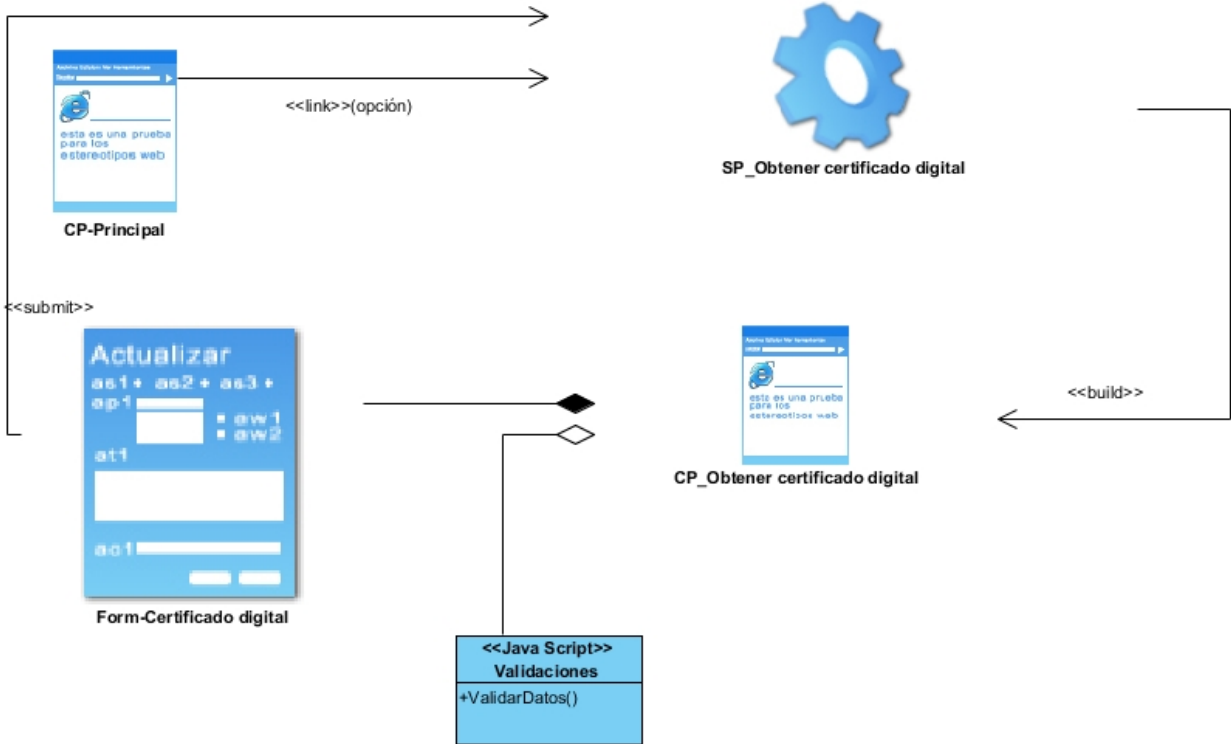 <<link>>(opción)
esta es una prueba
para los
estereotipos web
CP-Principal
SP_Obtener certificado digital
<<submit>>
Actualizar
as1+ as2+ as3+
ap1
aw1
aw2
at1
ao1
Form-Certificado digital
esta es una prueba
para los
estereotipos web
CP_Obtener certificado digital
<<build>>
<<Java Script>>
Validaciones
+ValidarDatos()